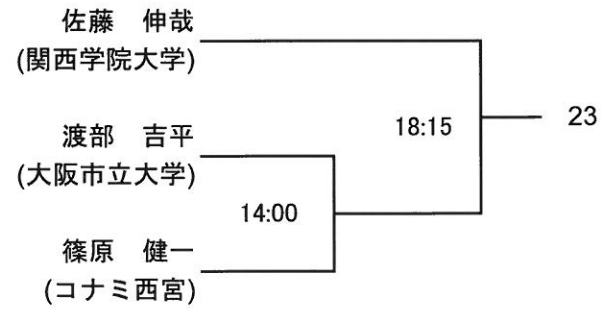 佐藤　伸哉
(関西学院大学)
18:15
23
渡部　吉平
(大阪市立大学)
14:00
篠原　健一
(コナミ西宮)